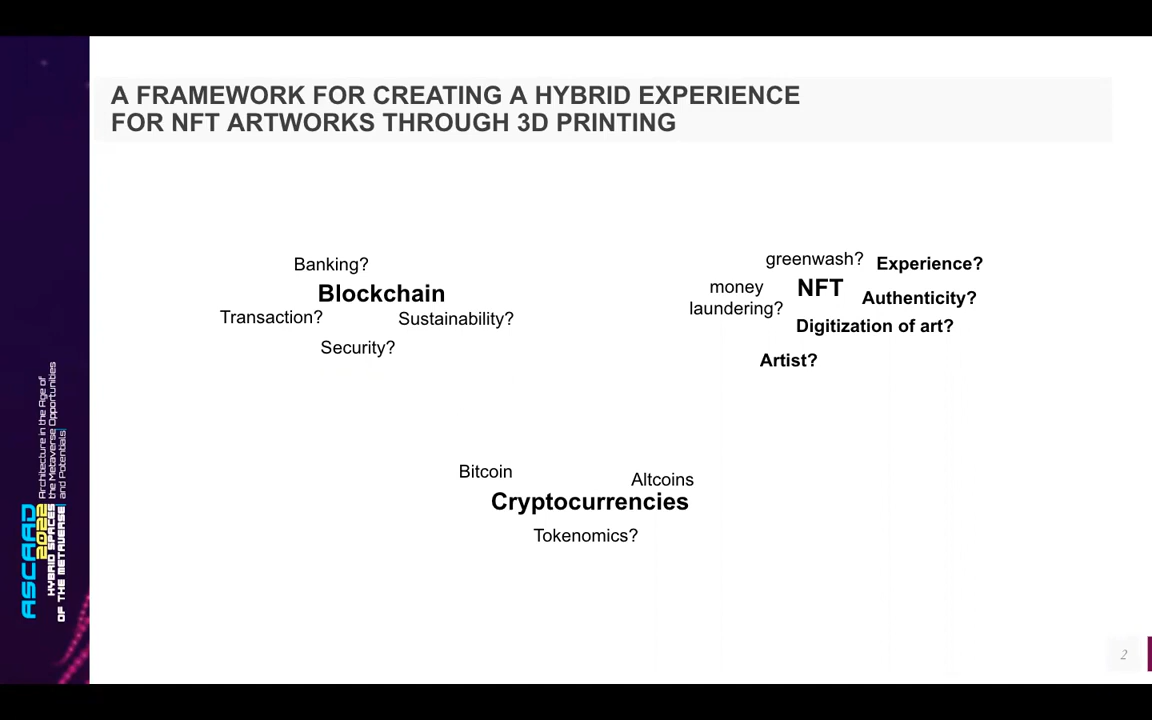 A FRAMEWORK FOR CREATING A HYBRID EXPERIENCE
FOR NFT ARTWORKS THROUGH 3D PRINTING
Banking?
Blockchain
Transaction?
Sustainability?
Security?
greenwash?
Experience?
money
laundering?
NFT
Authenticity?
Digitization of art?
Artist?
Bitcoin
Altcoins
Cryptocurrencies
Tokenomics?
ASCAAD
2022
HYBRID SPACES
OF THE METAVERSE
Architecture in the Age of
the Metaverse Opportunities
and Potentials
2